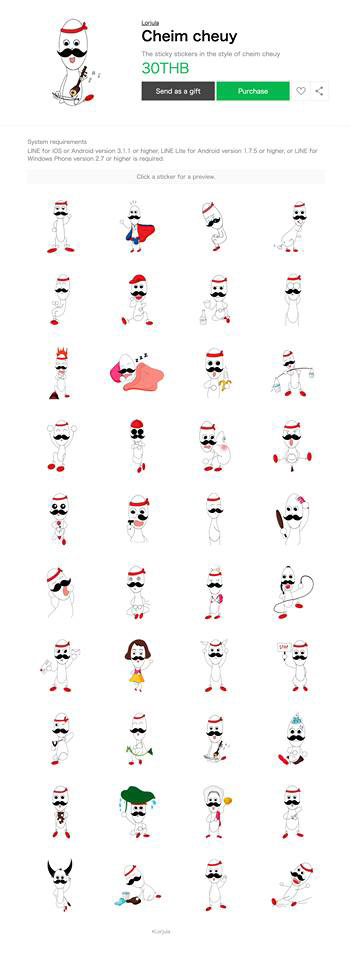 Lorjula
Cheim cheuy
The sticky stickers in the style of cheim cheuy
30THB
Send as a gift
Purchase
System requirements
LINE for iOS or Android version 3.1.1 or higher, LINE Lite for Android version 1.7.5 or higher, or LINE for
Windows Phone version 2.7 or higher is required.
Click a sticker for a preview.
z z z
STOP
©Lorjula